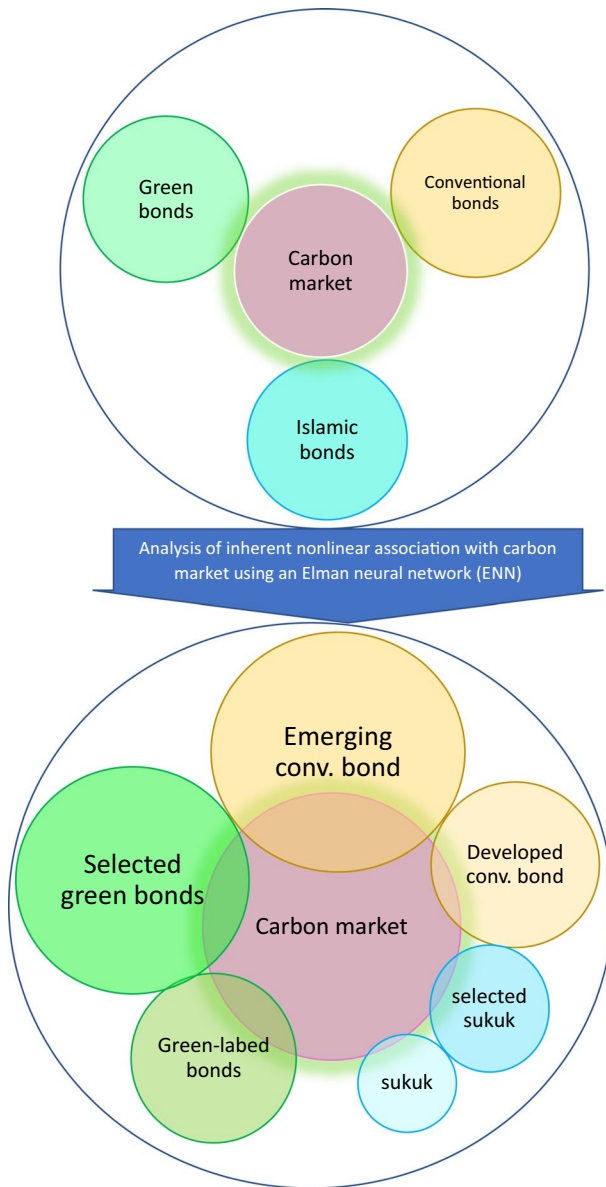 Green
bonds
Conventional
bonds
Carbon
market
Islamic
bonds
Analysis of inherent nonlinear association with carbon
market using an Elman neural network (ENN)
Emerging
conv. bond
Selected
green bonds
Developed
conv. bond
Carbon market
selected
sukuk
Green-labed
bonds
sukuk